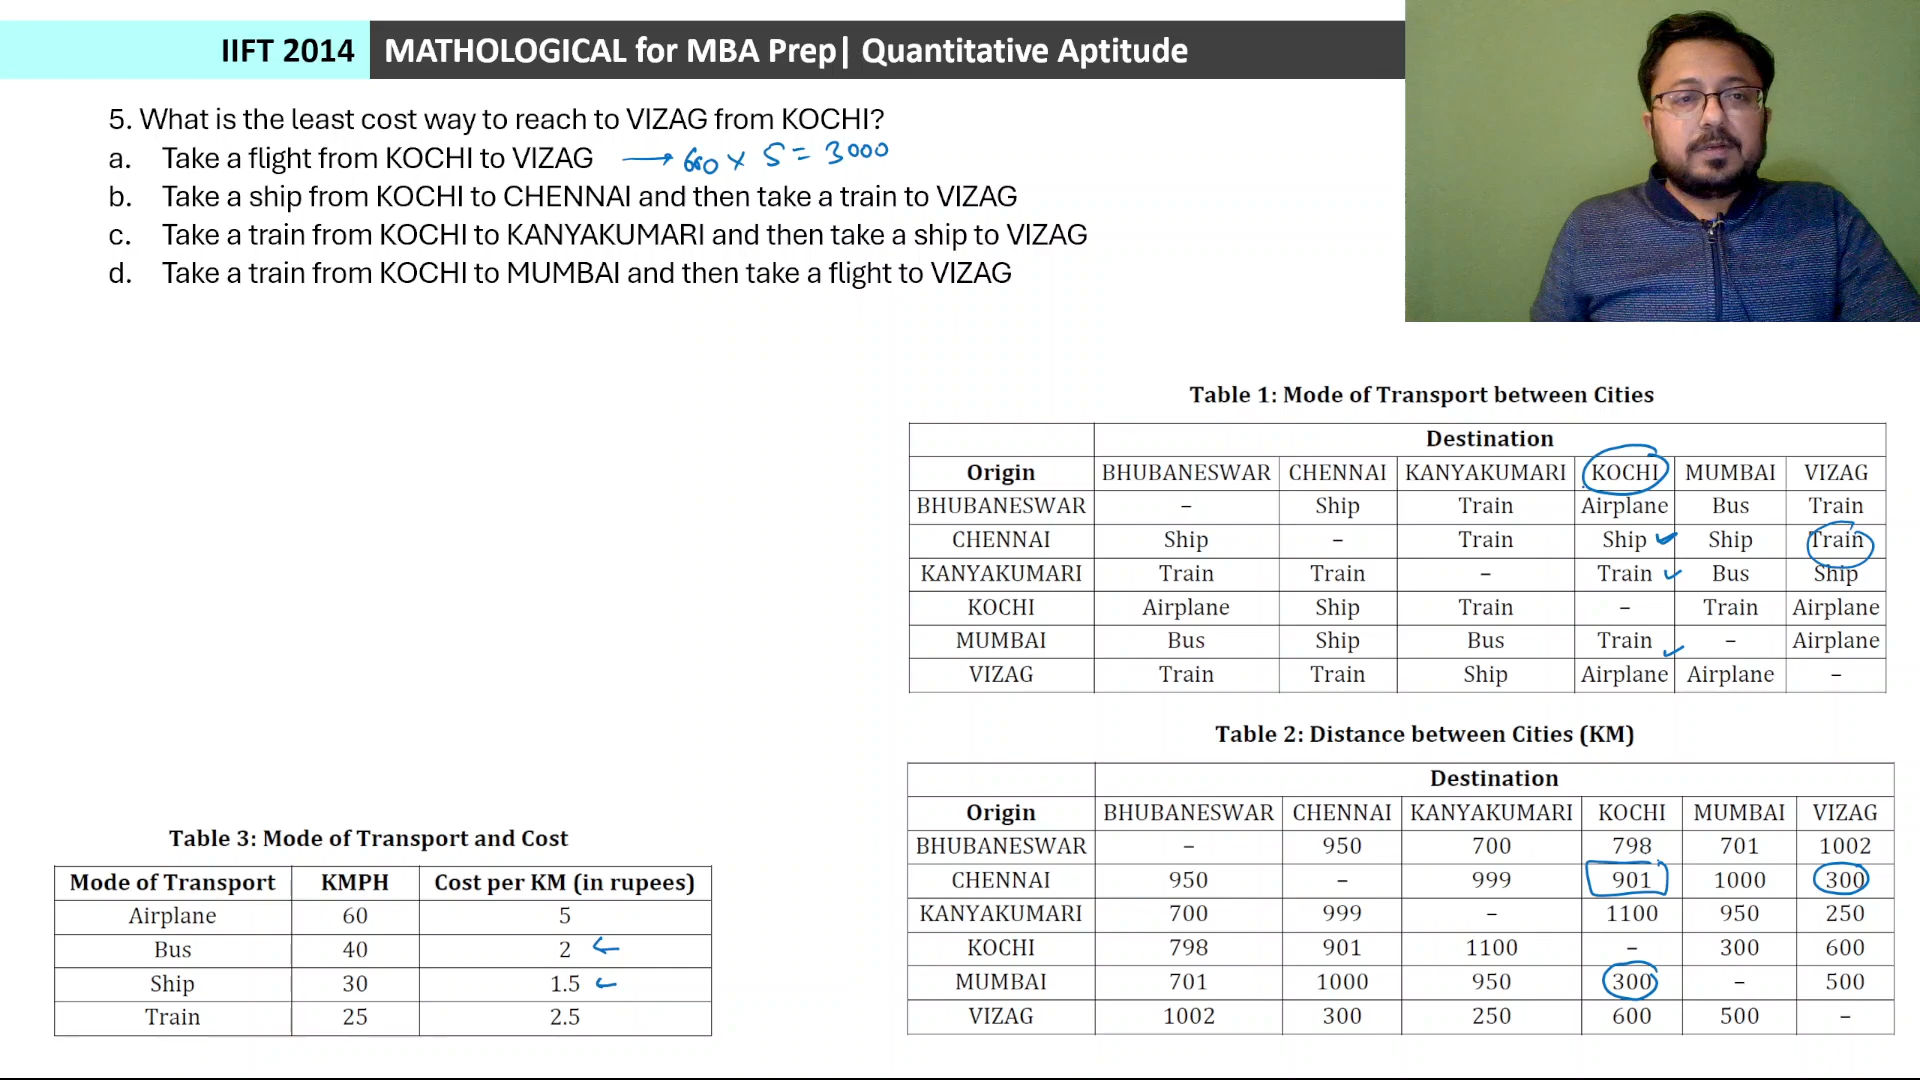 IIFT 2014 MATHOLOGICAL for MBA Prep| Quantitative Aptitude
5. What is the least cost way to reach to VIZAG from KOCHI?
a. Take a flight from KOCHI to VIZAG → 600 × 5 = 3000
b. Take a ship from KOCHI to CHENNAI and then take a train to VIZAG
c. Take a train from KOCHI to KANYAKUMARI and then take a ship to VIZAG
d. Take a train from KOCHI to MUMBAI and then take a flight to VIZAG
Table 1: Mode of Transport between Cities
Destination
Origin BHUBANESWAR CHENNAI KANYAKUMARI KOCHI MUMBAI VIZAG
BHUBANESWAR – Ship Train Airplane Bus Train
CHENNAI Ship – Train Ship Ship Train
KANYAKUMARI Train Train – Train Bus Ship
KOCHI Airplane Ship Train – Train Airplane
MUMBAI Bus Ship Bus Train – Airplane
VIZAG Train Train Ship Airplane Airplane –
Table 2: Distance between Cities (KM)
Destination
Origin BHUBANESWAR CHENNAI KANYAKUMARI KOCHI MUMBAI VIZAG
BHUBANESWAR – 950 700 798 701 1002
CHENNAI 950 – 999 901 1000 300
KANYAKUMARI 700 999 – 1100 950 250
KOCHI 798 901 1100 – 300 600
MUMBAI 701 1000 950 300 – 500
VIZAG 1002 300 250 600 500 –
Table 3: Mode of Transport and Cost
Mode of Transport KMPH Cost per KM (in rupees)
Airplane 60 5
Bus 40 2
Ship 30 1.5
Train 25 2.5